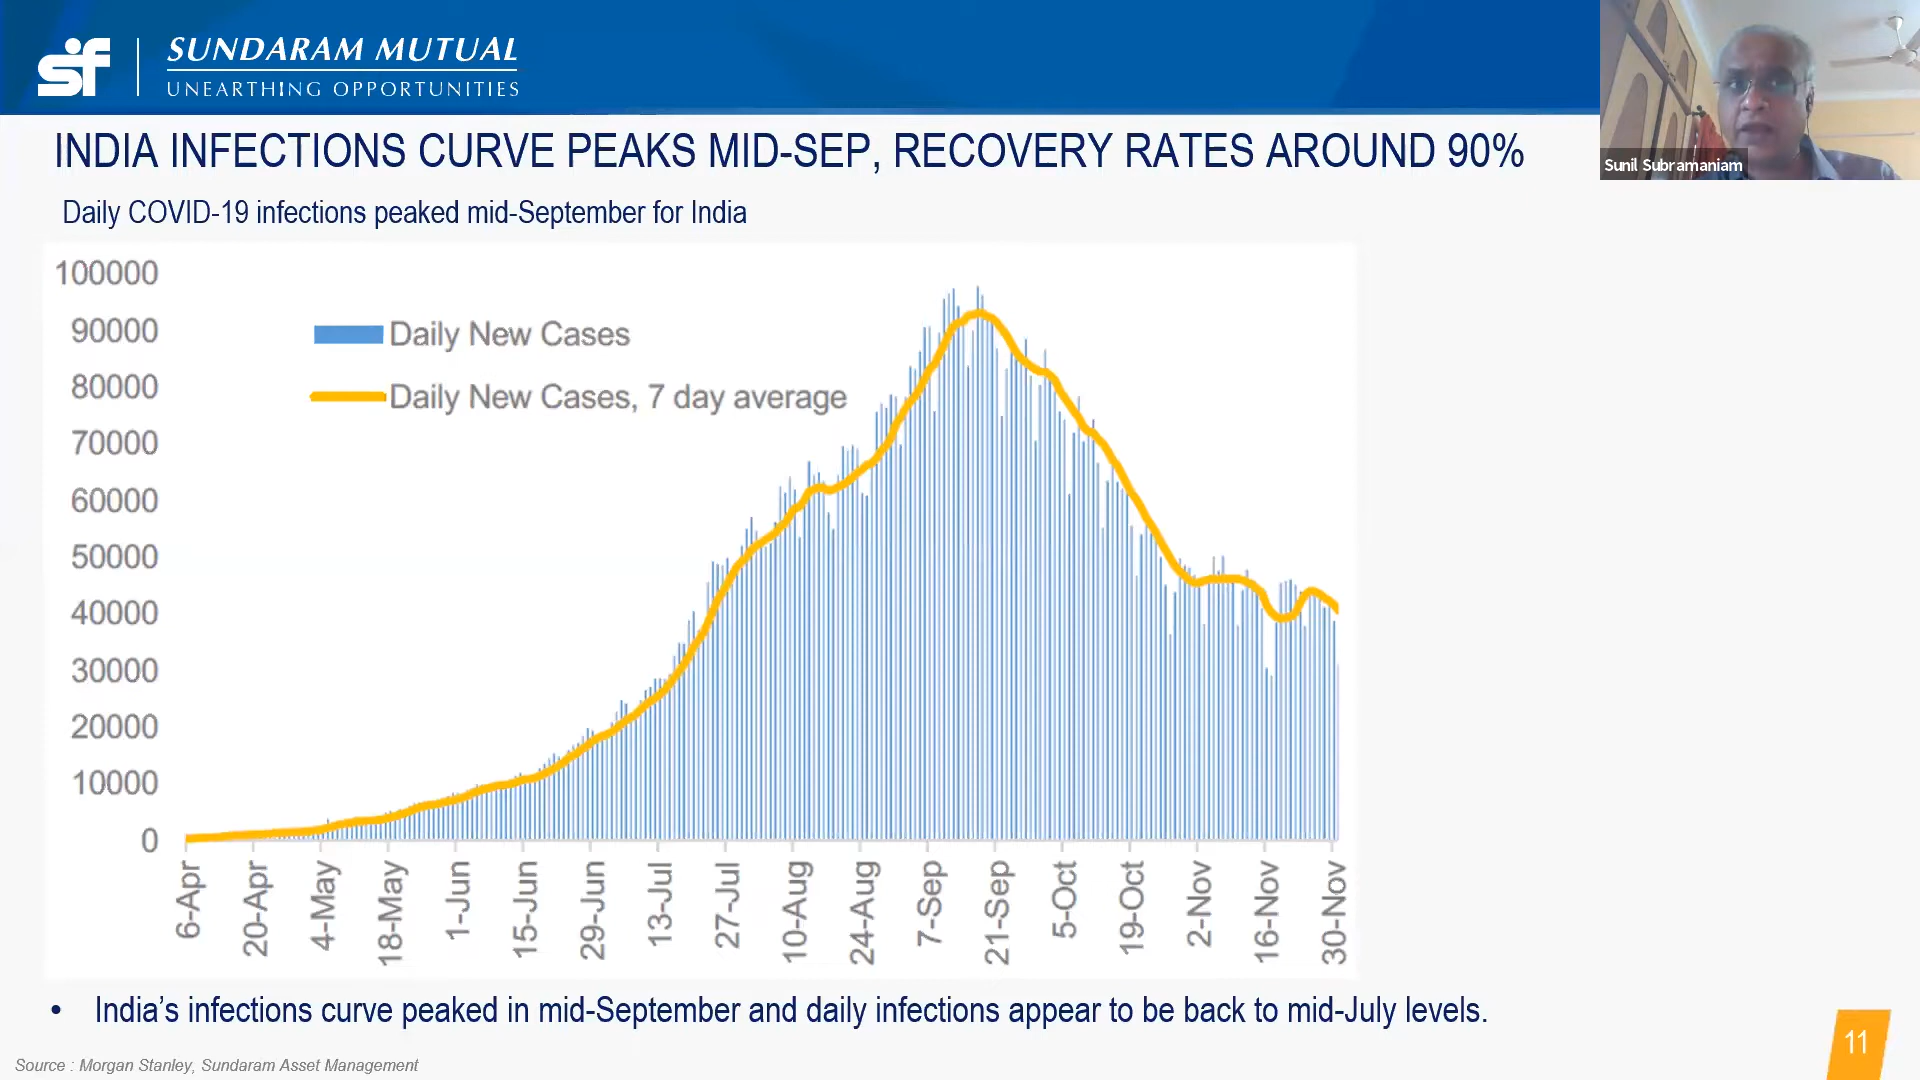 SUNDARAM MUTUAL
UNEARTHING OPPORTUNITIES
Sunil Subramaniam
INDIA INFECTIONS CURVE PEAKS MID-SEP, RECOVERY RATES AROUND 90%
Daily COVID-19 infections peaked mid-September for India
100000
90000
80000
70000
60000
50000
40000
30000
20000
10000
0
Daily New Cases
Daily New Cases, 7 day average
6-Apr
20-Apr
4-May
18-May
1-Jun
15-Jun
29-Jun
13-Jul
27-Jul
10-Aug
24-Aug
7-Sep
21-Sep
5-Oct
19-Oct
2-Nov
16-Nov
30-Nov
• India's infections curve peaked in mid-September and daily infections appear to be back to mid-July levels.
11
Source : Morgan Stanley, Sundaram Asset Management